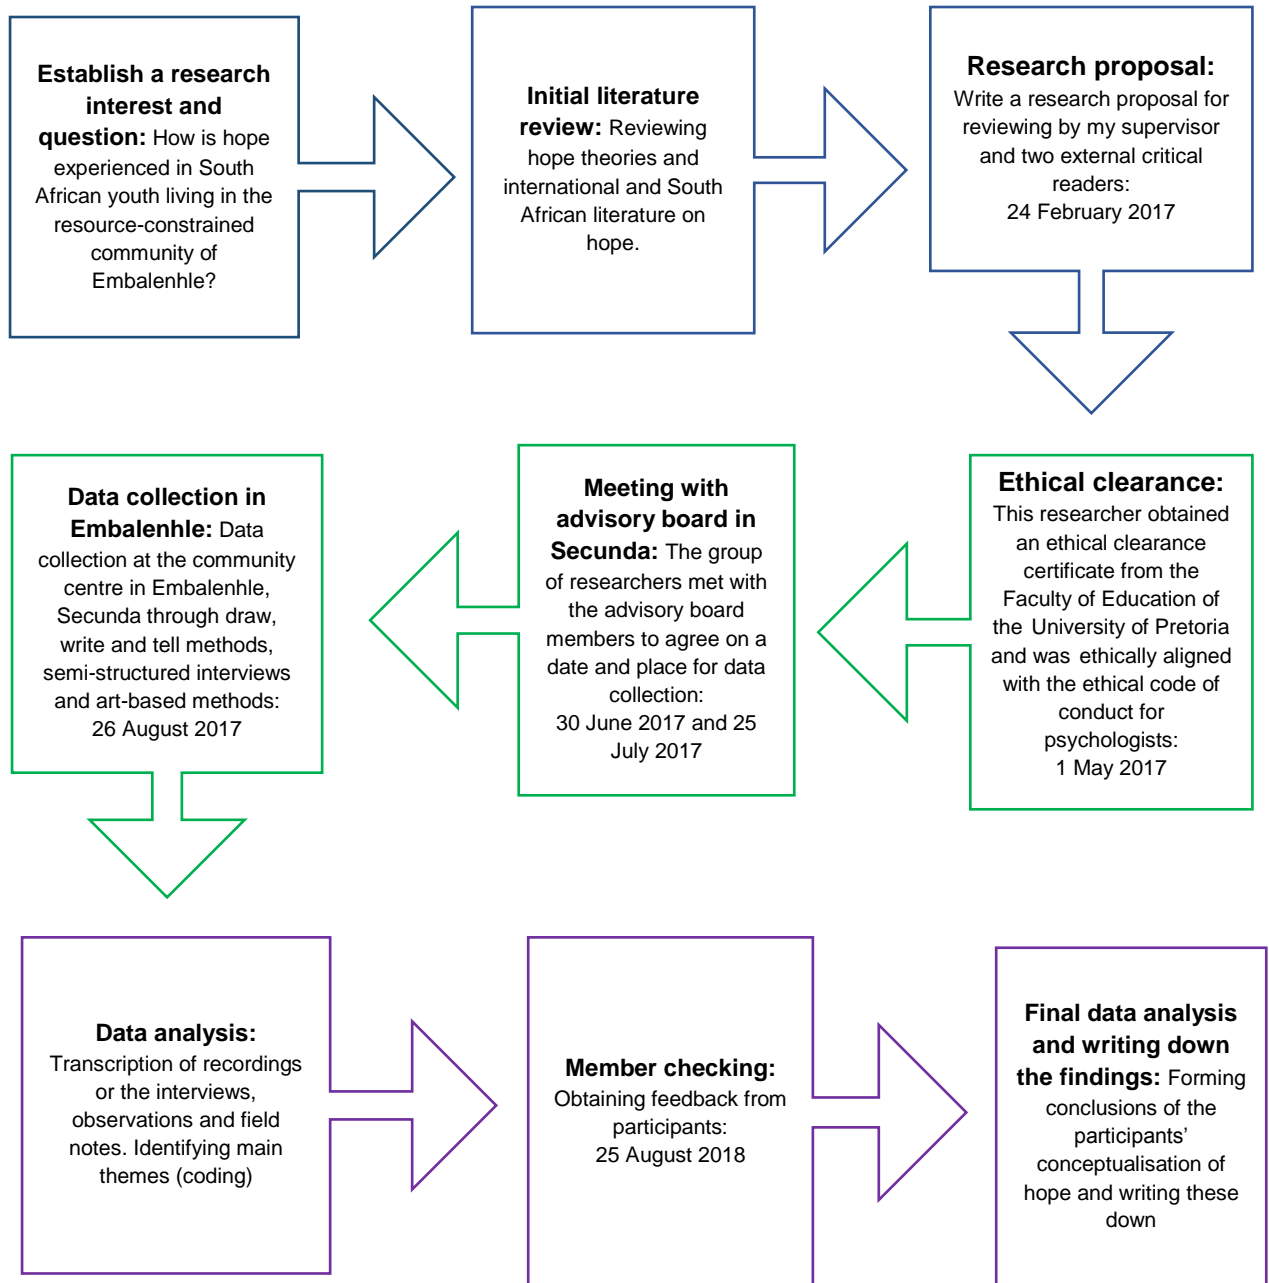 Establish a research
interest and
question: How is hope
experienced in South
African youth living in the
resource-constrained
community of
Embalenhle?
Initial literature
review: Reviewing
hope theories and
international and South
African literature on
hope.
Research proposal:
Write a research proposal for
reviewing by my supervisor
and two external critical
readers:
24 February 2017
Ethical clearance:
This researcher obtained
an ethical clearance
certificate from the
Faculty of Education of
the University of Pretoria
and was ethically aligned
with the ethical code of
conduct for
psychologists:
1 May 2017
Meeting with
advisory board in
Secunda: The group
of researchers met with
the advisory board
members to agree on a
date and place for data
collection:
30 June 2017 and 25
July 2017
Data collection in
Embalenhle: Data
collection at the community
centre in Embalenhle,
Secunda through draw,
write and tell methods,
semi-structured interviews
and art-based methods:
26 August 2017
Data analysis:
Transcription of recordings
or the interviews,
observations and field
notes. Identifying main
themes (coding)
Member checking:
Obtaining feedback from
participants:
25 August 2018
Final data analysis
and writing down
the findings: Forming
conclusions of the
participants’
conceptualisation of
hope and writing these
down